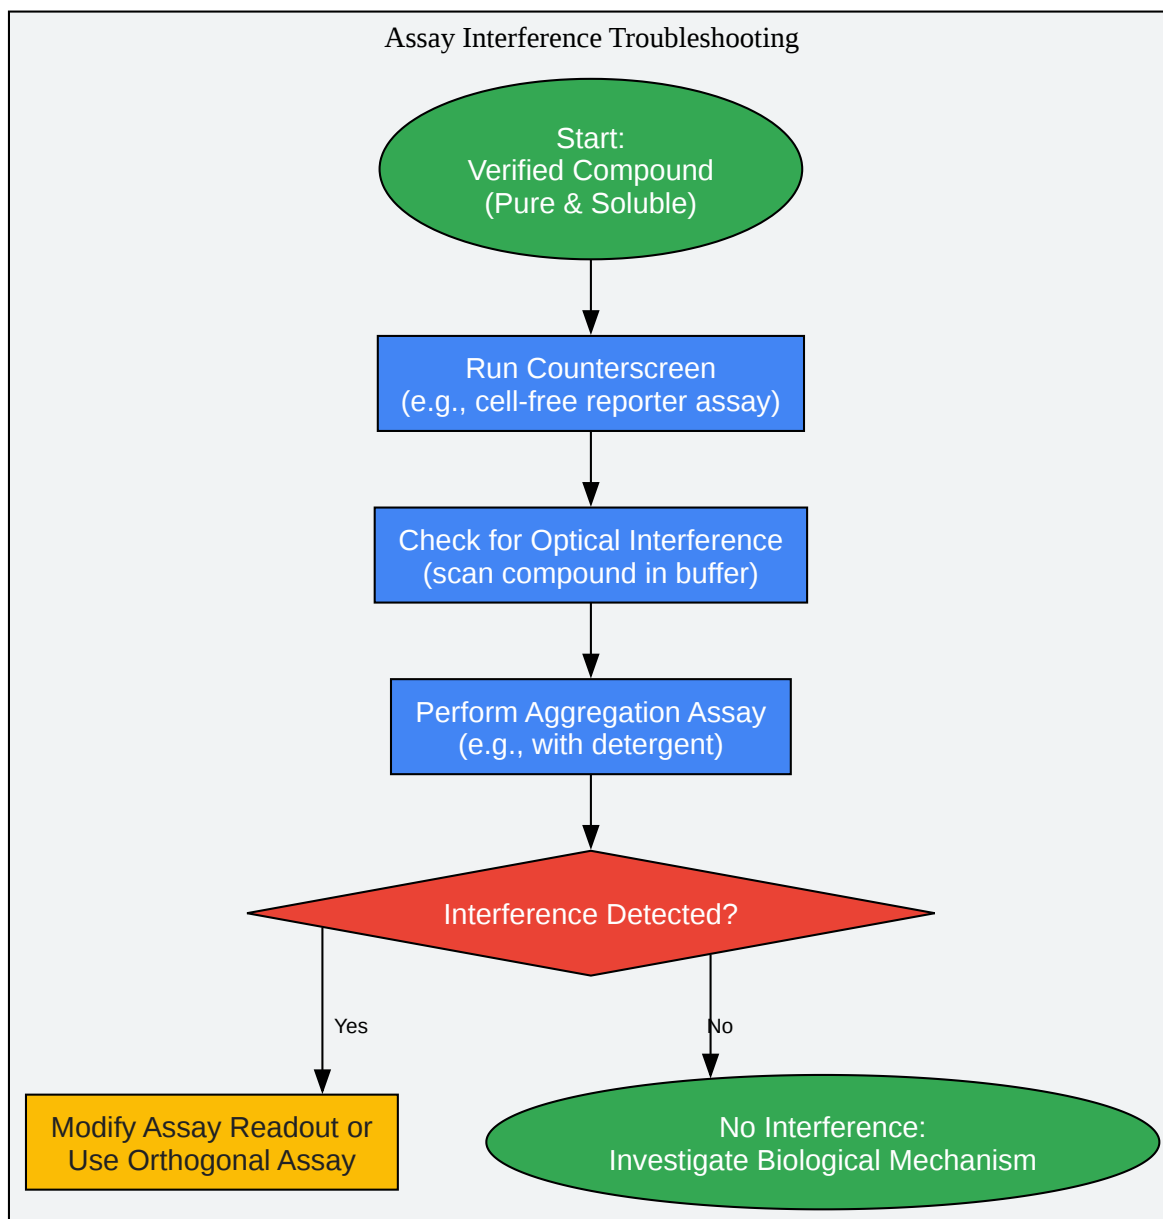 Assay Interference Troubleshooting
Start:
Verified Compound
(Pure & Soluble)
Run Counterscreen
(e.g., cell-free reporter assay)
Check for Optical Interference
(scan compound in buffer)
Perform Aggregation Assay
(e.g., with detergent)
Interference Detected?
Yes
No
Modify Assay Readout or
Use Orthogonal Assay
No Interference:
Investigate Biological Mechanism